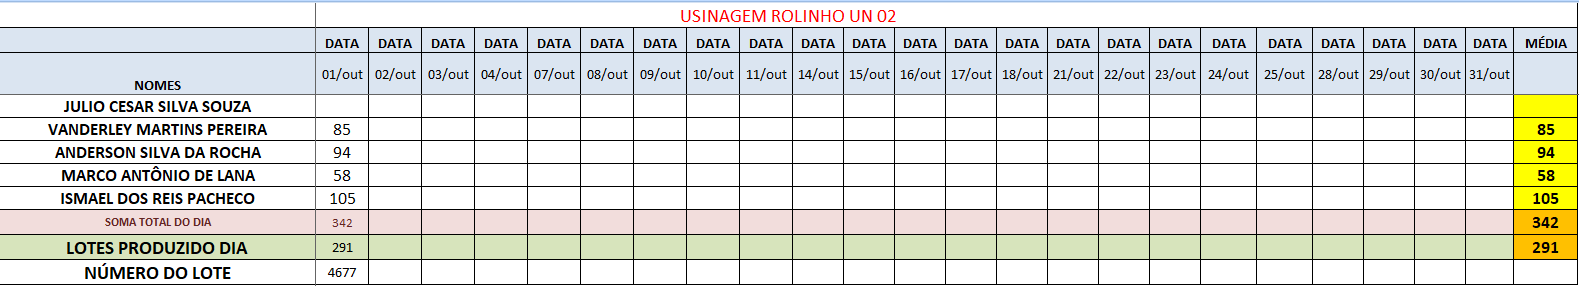 USINAGEM ROLINHO UN 02
DATA DATA DATA DATA DATA DATA DATA DATA DATA DATA DATA DATA DATA DATA DATA DATA DATA DATA DATA DATA DATA DATA DATA MÉDIA
NOMES 01/out 02/out 03/out 04/out 07/out 08/out 09/out 10/out 11/out 14/out 15/out 16/out 17/out 18/out 21/out 22/out 23/out 24/out 25/out 28/out 29/out 30/out 31/out
JULIO CESAR SILVA SOUZA
VANDERLEY MARTINS PEREIRA 85 85
ANDERSON SILVA DA ROCHA 94 94
MARCO ANTÔNIO DE LANA 58 58
ISMAEL DOS REIS PACHECO 105 105
SOMA TOTAL DO DIA 342 342
LOTES PRODUZIDO DIA 291 291
NÚMERO DO LOTE 4677